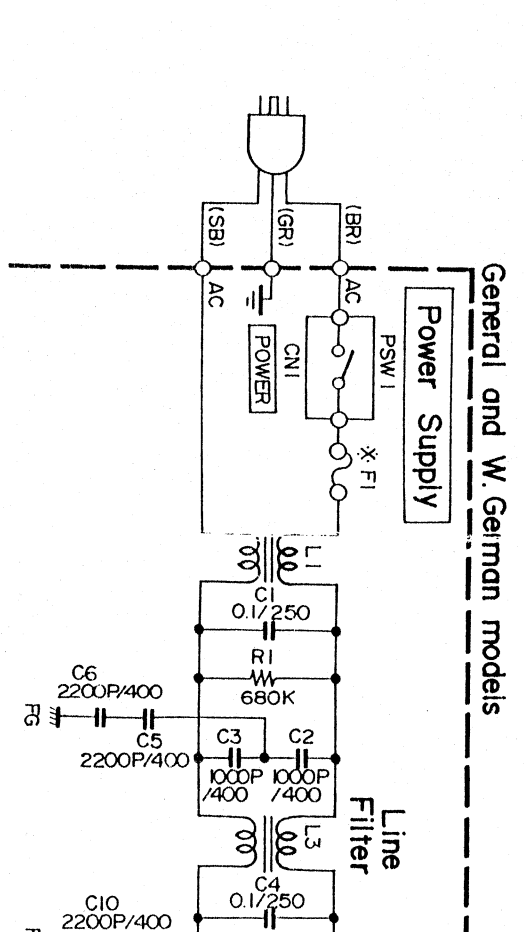 (SB)
(GR)
(BR)
AC
AC
General and W. German models
Power Supply
POWER
CN1
PSW1
※F1
L1
C1
0.1/250
R1
680K
C6
2200P/400
FG
C5
2200P/400
C3
1000P
/400
C2
1000P
/400
Line
Filter
L3
C4
0.1/250
C10
2200P/400